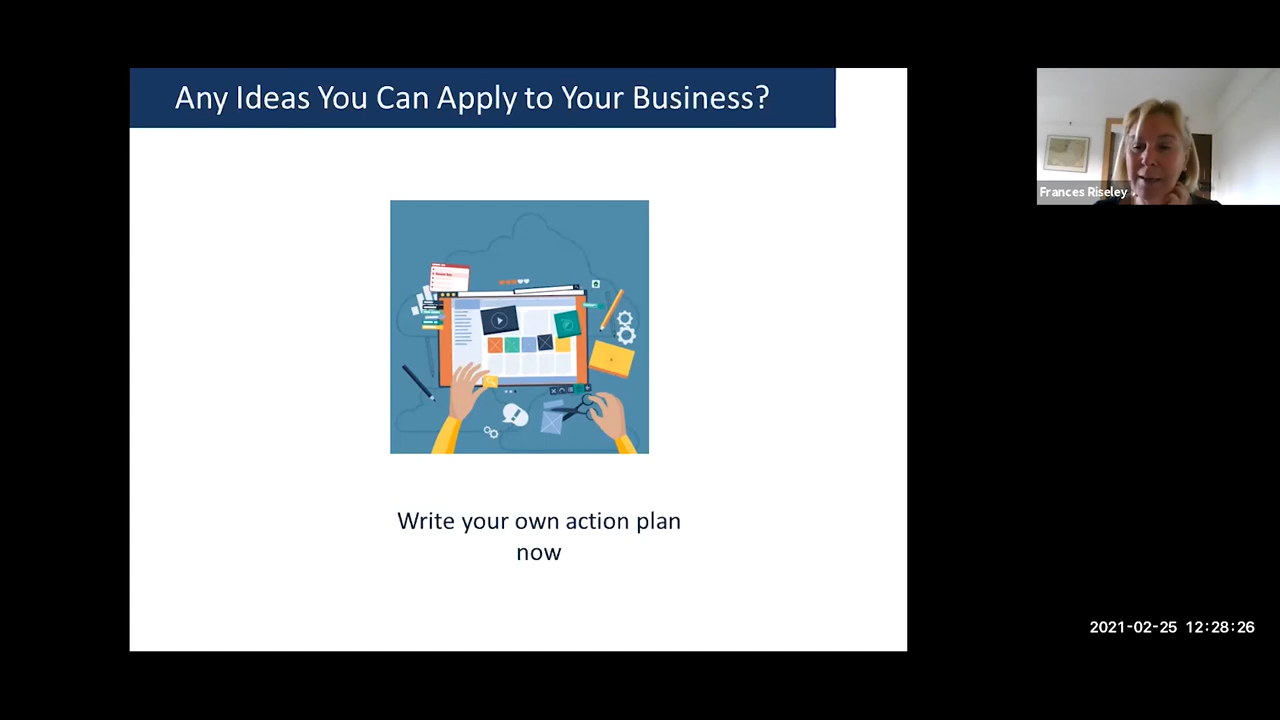 Any Ideas You Can Apply to Your Business?
Frances Riseley
Write your own action plan
now
2021-02-25 12:28:26